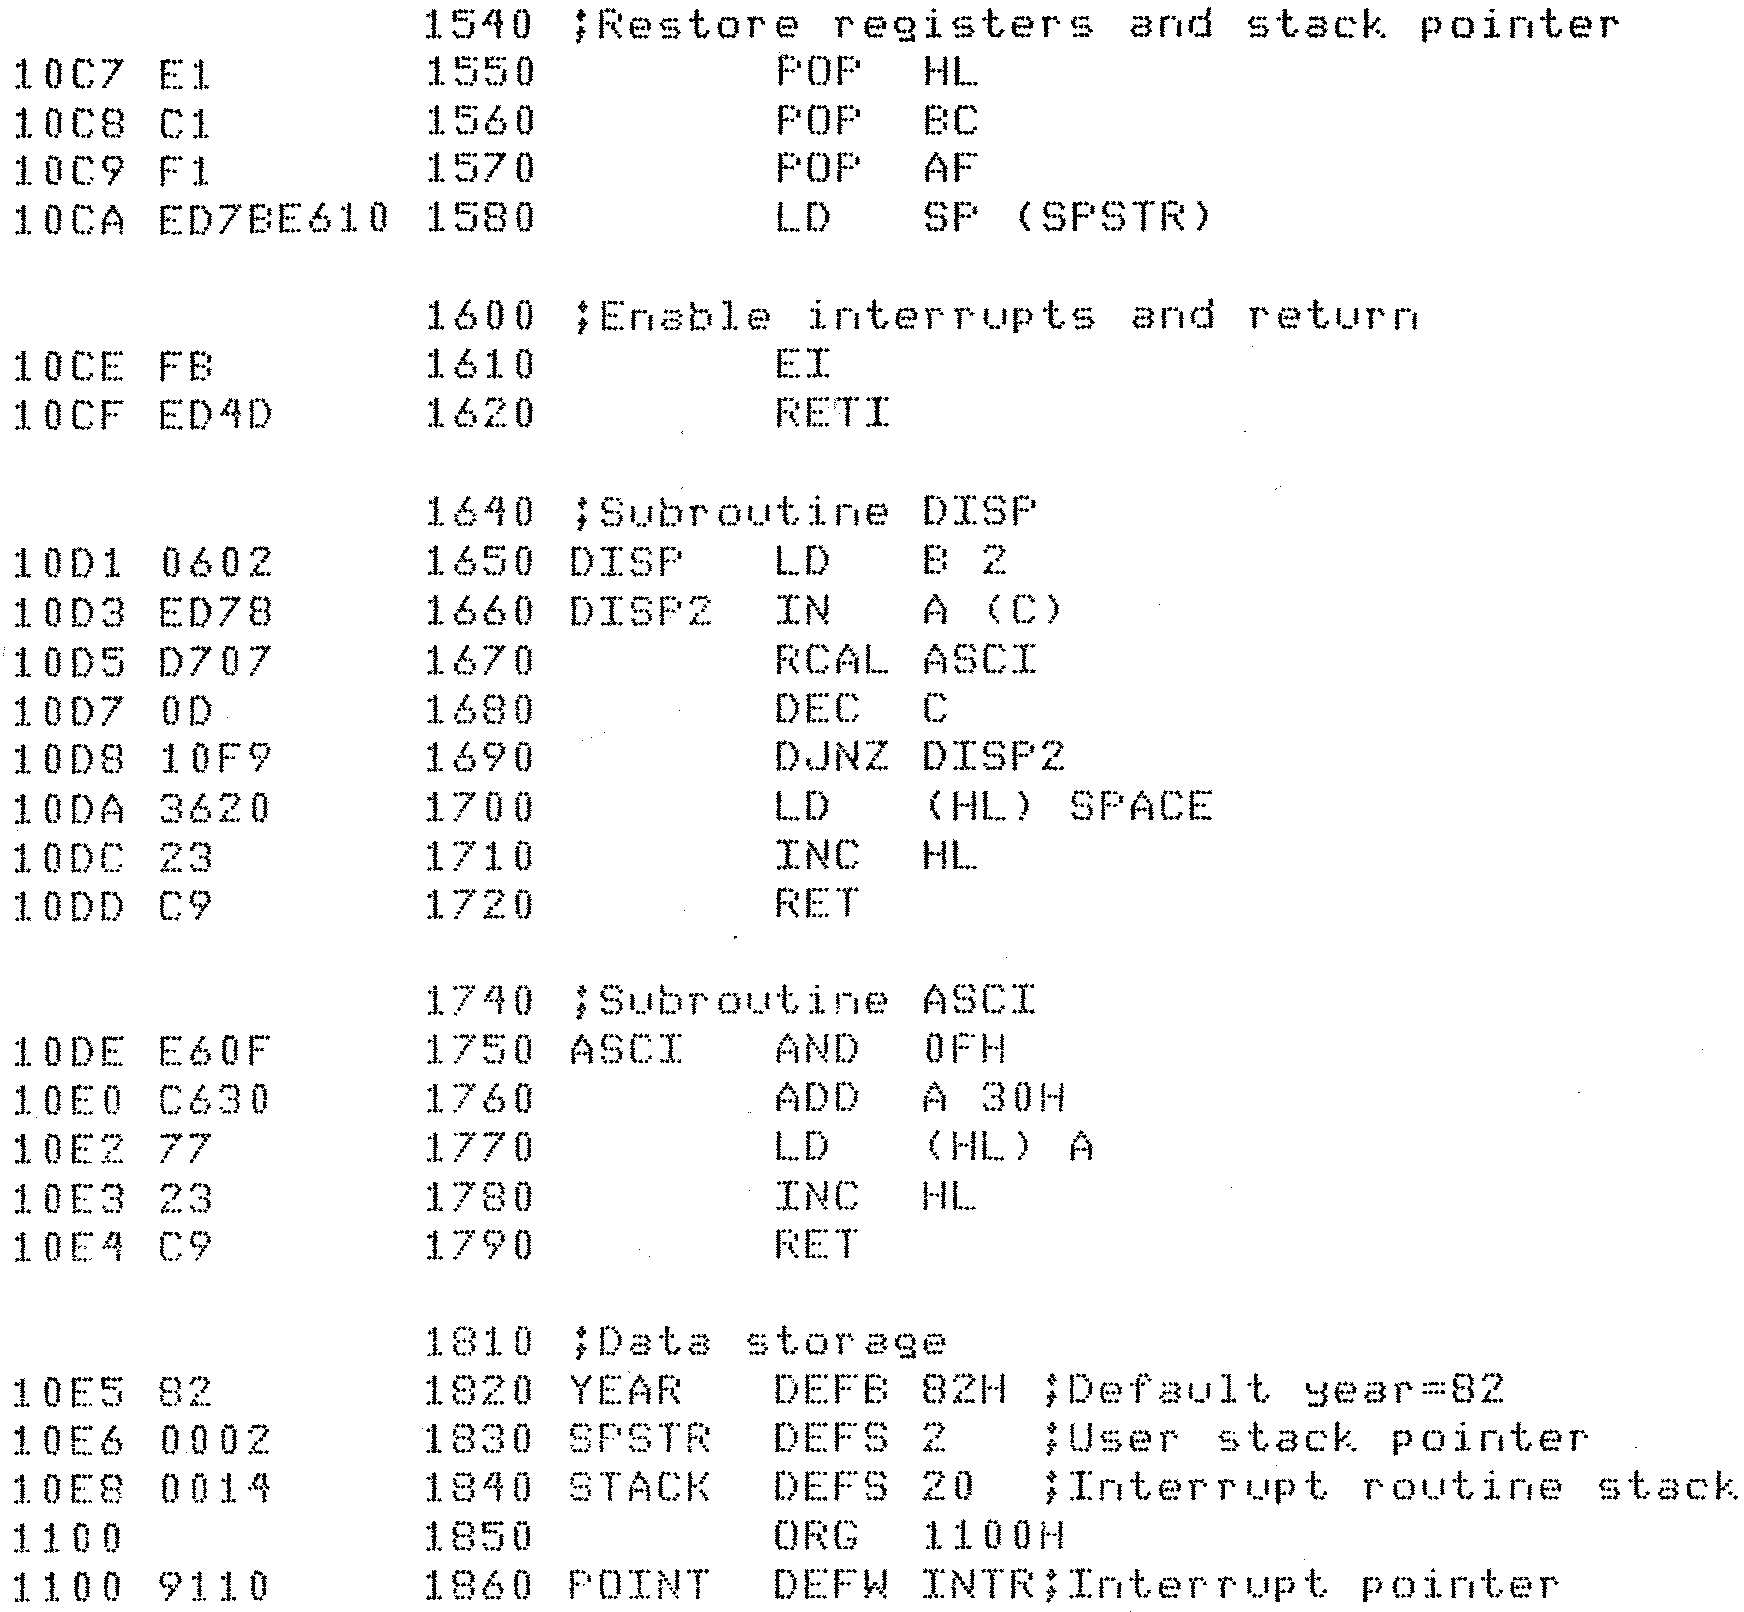 1540 ;Restore registers and stack pointer
10C7 E1 1550 POP HL
10C8 C1 1560 POP BC
10C9 F1 1570 POP AF
10CA ED7BE610 1580 LD SP (SPSTR)
1600 ;Enable interrupts and return
10CE FB 1610 EI
10CF ED4D 1620 RETI
1640 ;Subroutine DISP
10D1 0602 1650 DISP LD B 2
10D3 ED78 1660 DISP2 IN A (C)
10D5 D707 1670 RCAL ASCI
10D7 0D 1680 DEC C
10D8 10F9 1690 DJNZ DISP2
10DA 3620 1700 LD (HL) SPACE
10DC 23 1710 INC HL
10DD C9 1720 RET
1740 ;Subroutine ASCI
10DE E60F 1750 ASCI AND 0FH
10E0 C630 1760 ADD A 30H
10E2 77 1770 LD (HL) A
10E3 23 1780 INC HL
10E4 C9 1790 RET
1810 ;Data storage
10E5 82 1820 YEAR DEFB 82H ;Default year=82
10E6 0002 1830 SPSTR DEFS 2 ;User stack pointer
10E8 0014 1840 STACK DEFS 20 ;Interrupt routine stack
1100 1850 ORG 1100H
1100 9110 1860 POINT DEFW INTR;Interrupt pointer